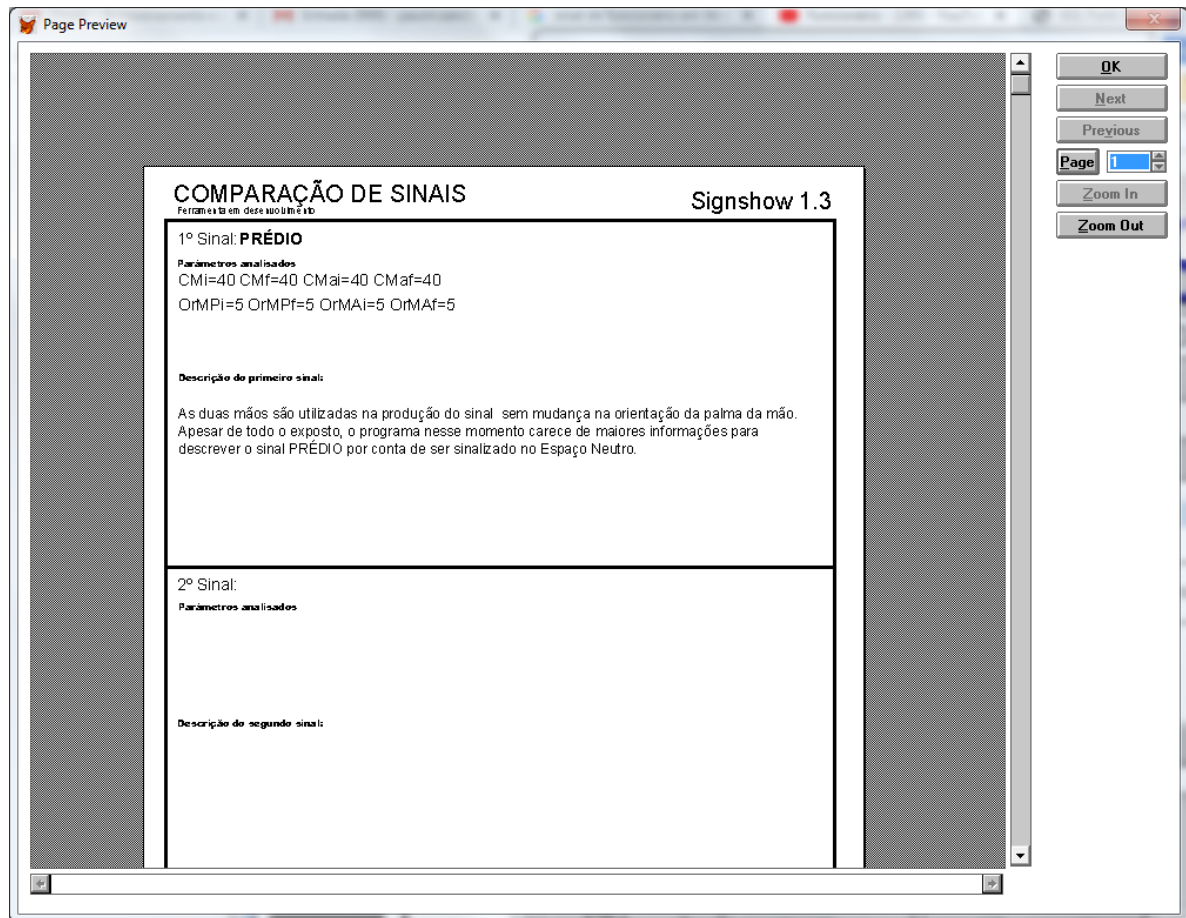 Page Preview
OK
Next
Previous
Page 1
Zoom In
Zoom Out
COMPARAÇÃO DE SINAIS
Signshow 1.3
Ferramenta em desenvolvimento
1º Sinal: PRÉDIO
Parámetros analisados
CMi=40 CMf=40 CMai=40 CMaf=40
OrMPi=5 OrMPf=5 OrMAi=5 OrMAf=5
Descrição do primeiro sinal:
As duas mãos são utilizadas na produção do sinal sem mudança na orientação da palma da mão.
Apesar de todo o exposto, o programa nesse momento carece de maiores informações para
descrever o sinal PRÉDIO por conta de ser sinalizado no Espaço Neutro.
2º Sinal:
Parámetros analisados
Descrição do segundo sinal: